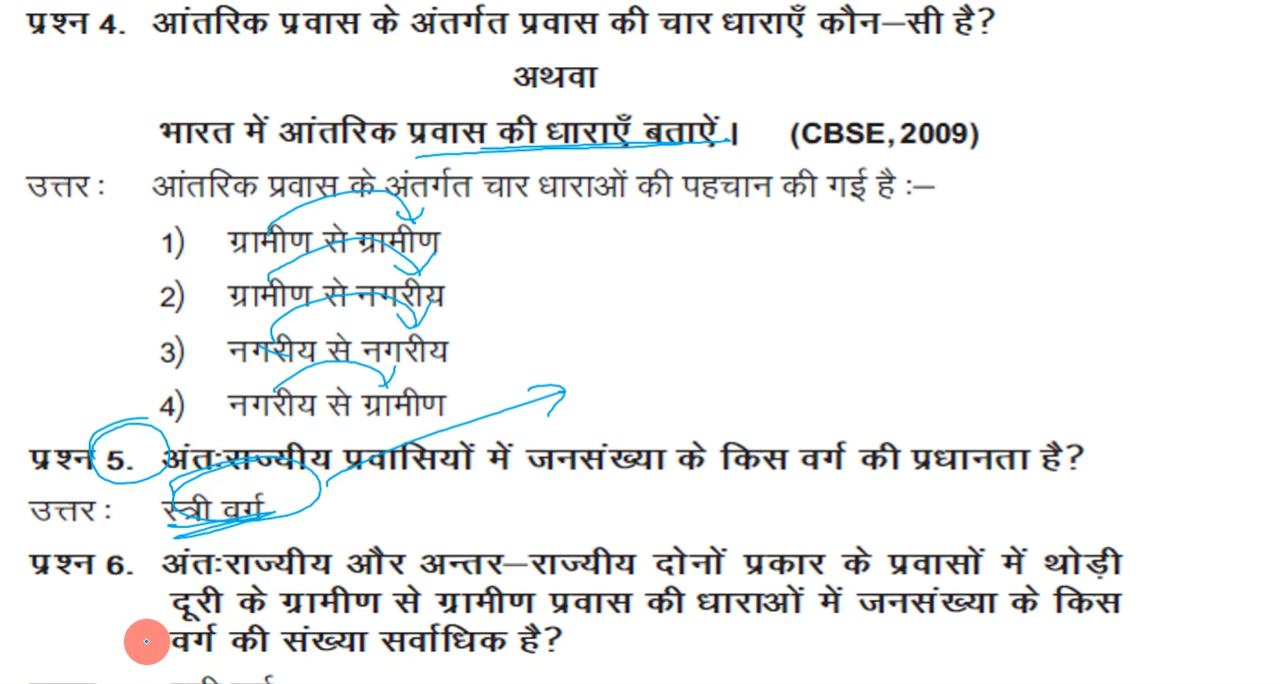 प्रश्न 4. आंतरिक प्रवास के अंतर्गत प्रवास की चार धाराएँ कौन–सी है?
अथवा
भारत में आंतरिक प्रवास की धाराएँ बताऐं। (CBSE, 2009)
उत्तर : आंतरिक प्रवास के अंतर्गत चार धाराओं की पहचान की गई है :–
1) ग्रामीण से ग्रामीण
2) ग्रामीण से नगरीय
3) नगरीय से नगरीय
4) नगरीय से ग्रामीण
प्रश्न 5. अंतःराज्यीय प्रवासियों में जनसंख्या के किस वर्ग की प्रधानता है?
उत्तर : स्त्री वर्ग
प्रश्न 6. अंतःराज्यीय और अन्तर–राज्यीय दोनों प्रकार के प्रवासों में थोड़ी
दूरी के ग्रामीण से ग्रामीण प्रवास की धाराओं में जनसंख्या के किस
वर्ग की संख्या सर्वाधिक है?